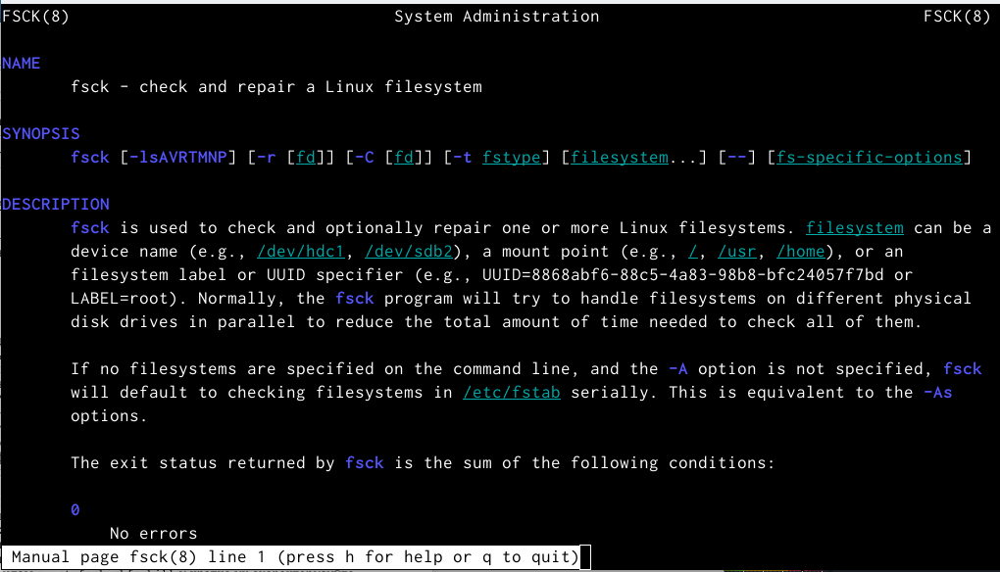 FSCK(8) System Administration FSCK(8)
NAME
fsck - check and repair a Linux filesystem
SYNOPSIS
fsck [-lsAVRTMNP] [-r [fd]] [-C [fd]] [-t fstype] [filesystem...] [--] [fs-specific-options]
DESCRIPTION
fsck is used to check and optionally repair one or more Linux filesystems. filesystem can be a
device name (e.g., /dev/hdc1, /dev/sdb2), a mount point (e.g., /, /usr, /home), or an
filesystem label or UUID specifier (e.g., UUID=8868abf6-88c5-4a83-98b8-bfc24057f7bd or
LABEL=root). Normally, the fsck program will try to handle filesystems on different physical
disk drives in parallel to reduce the total amount of time needed to check all of them.
If no filesystems are specified on the command line, and the -A option is not specified, fsck
will default to checking filesystems in /etc/fstab serially. This is equivalent to the -As
options.
The exit status returned by fsck is the sum of the following conditions:
0
No errors
Manual page fsck(8) line 1 (press h for help or q to quit)